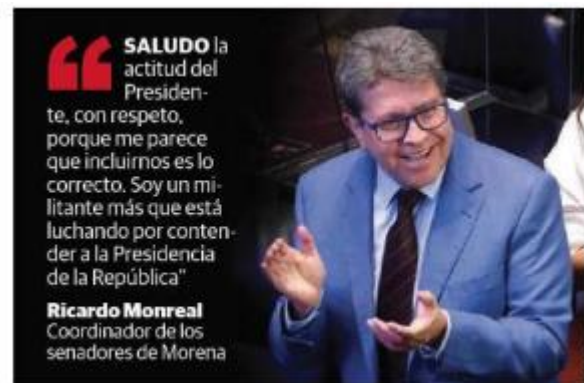 SALUDO la
actitud del
Presiden-
te, con respeto,
porque me parece
que incluirnos es lo
correcto. Soy un mi-
litante más que está
luchando por conten-
der a la Presidencia
de la República”
Ricardo Monreal
Coordinador de los
senadores de Morena